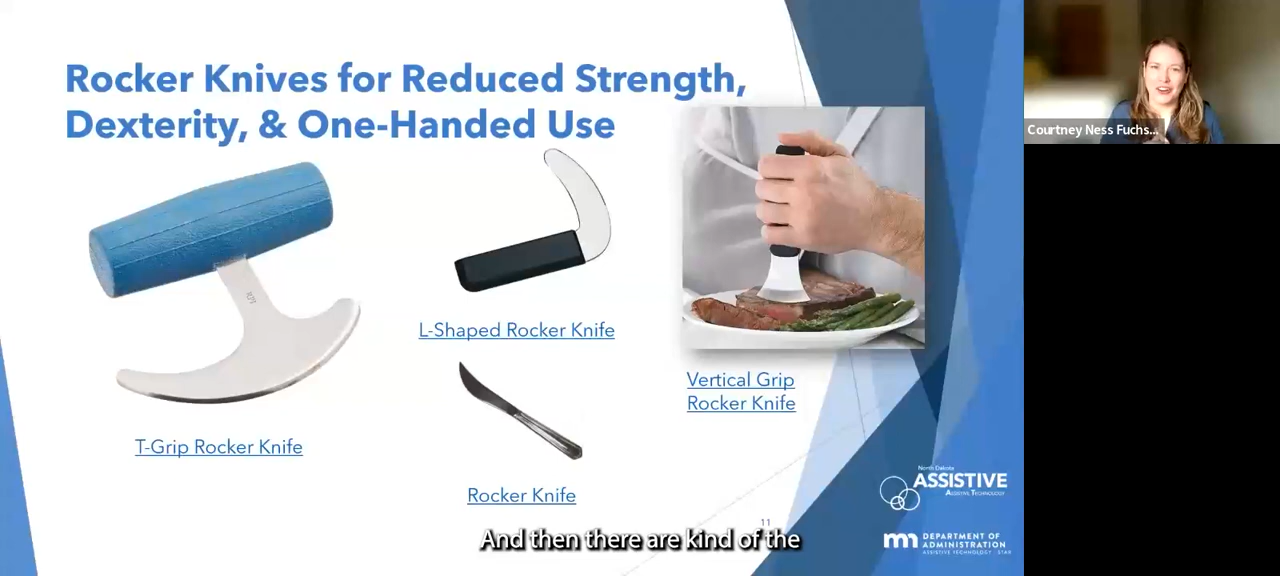 Rocker Knives for Reduced Strength,
Dexterity, & One-Handed Use
Courtney Ness Fuchs...
L-Shaped Rocker Knife
Vertical Grip
Rocker Knife
T-Grip Rocker Knife
Rocker Knife
North Dakota
ASSISTIVE
ASSISTIVE TECHNOLOGY
11
And then there are kind of the
DEPARTMENT OF
ADMINISTRATION
ASSISTIVE TECHNOLOGY - STAR